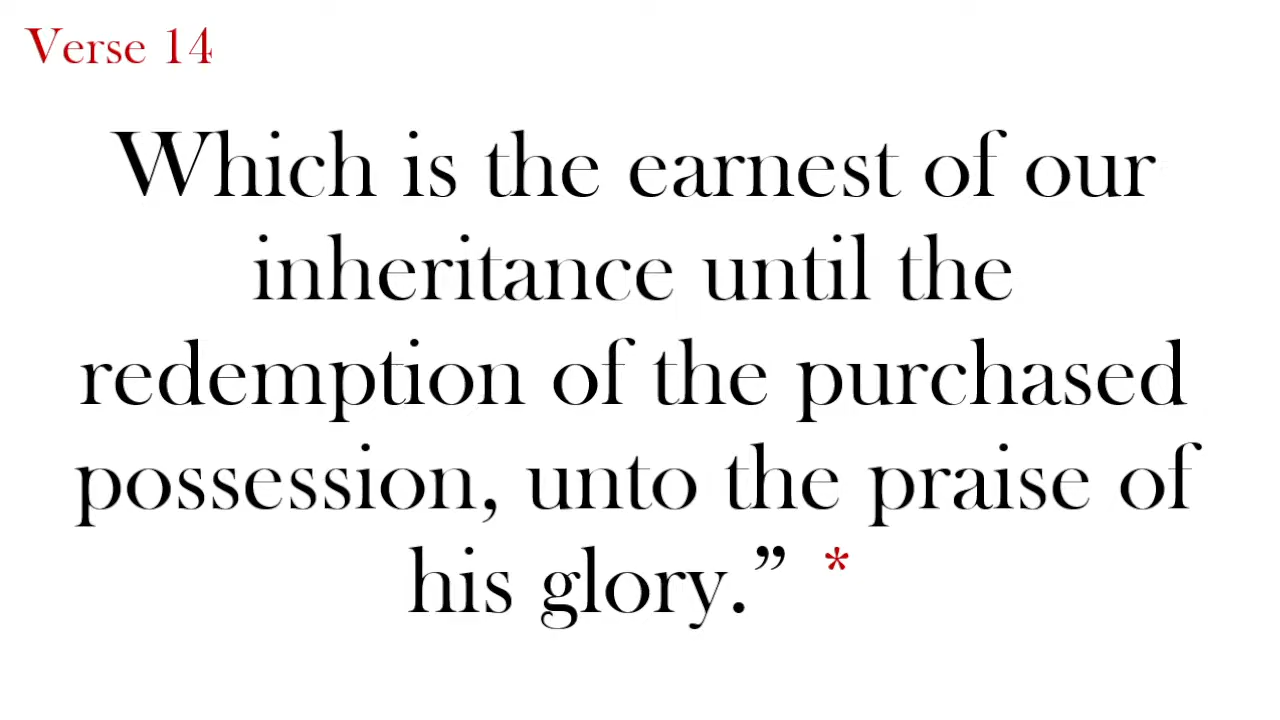 Verse 14
Which is the earnest of our
inheritance until the
redemption of the purchased
possession, unto the praise of
his glory.” *